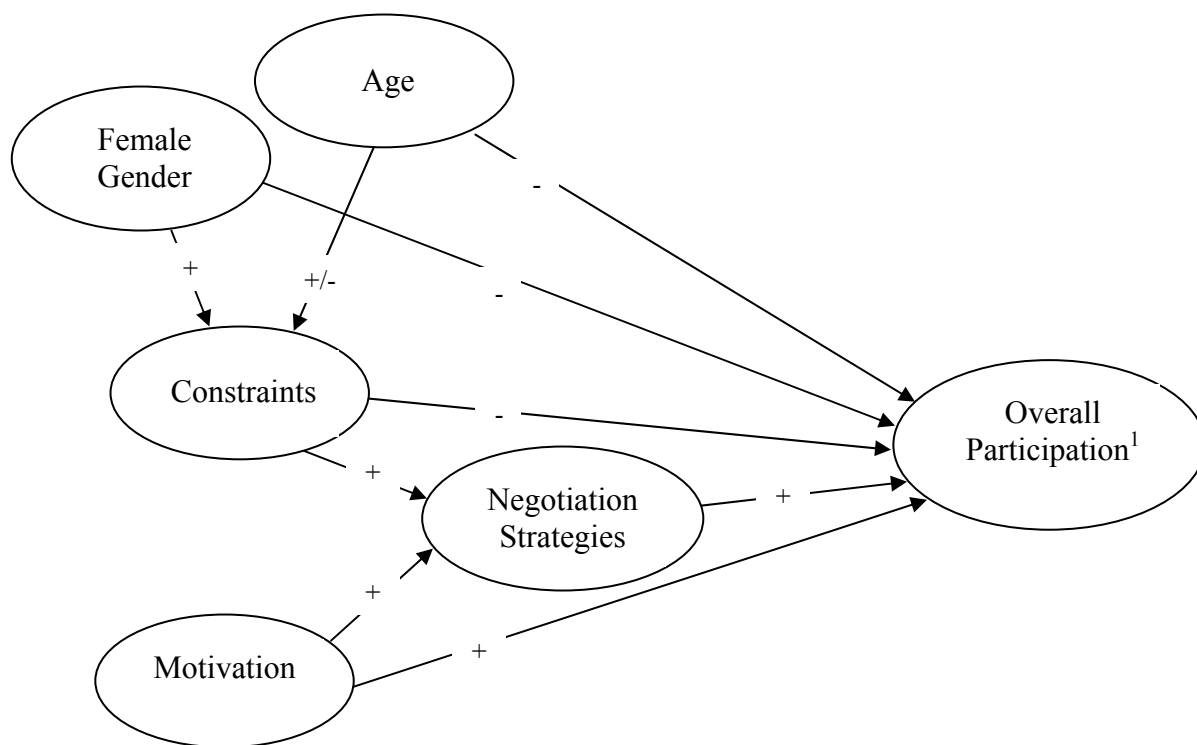 Age
Female
Gender
-
+
+/-
-
Constraints
-
Overall
Participation¹
+
Negotiation
Strategies
+
+
Motivation
+